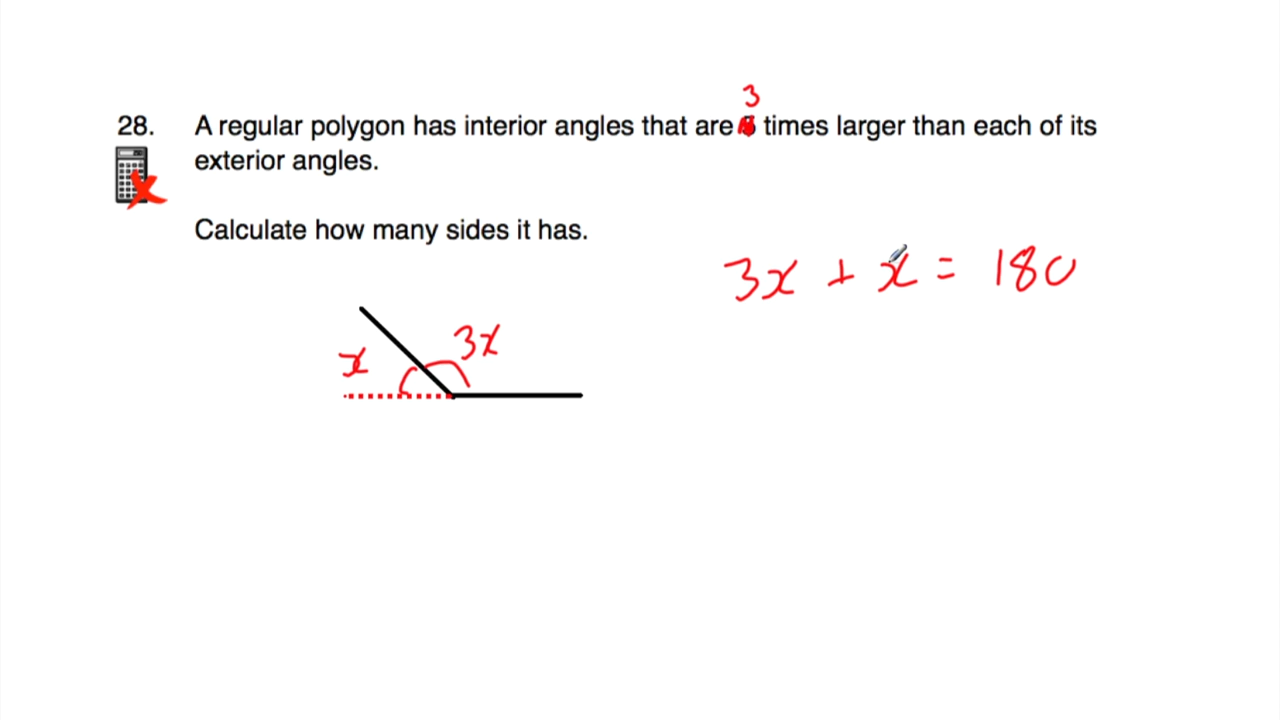 3
28. A regular polygon has interior angles that are times larger than each of its
exterior angles.
Calculate how many sides it has.
3x + x = 180
x 3x